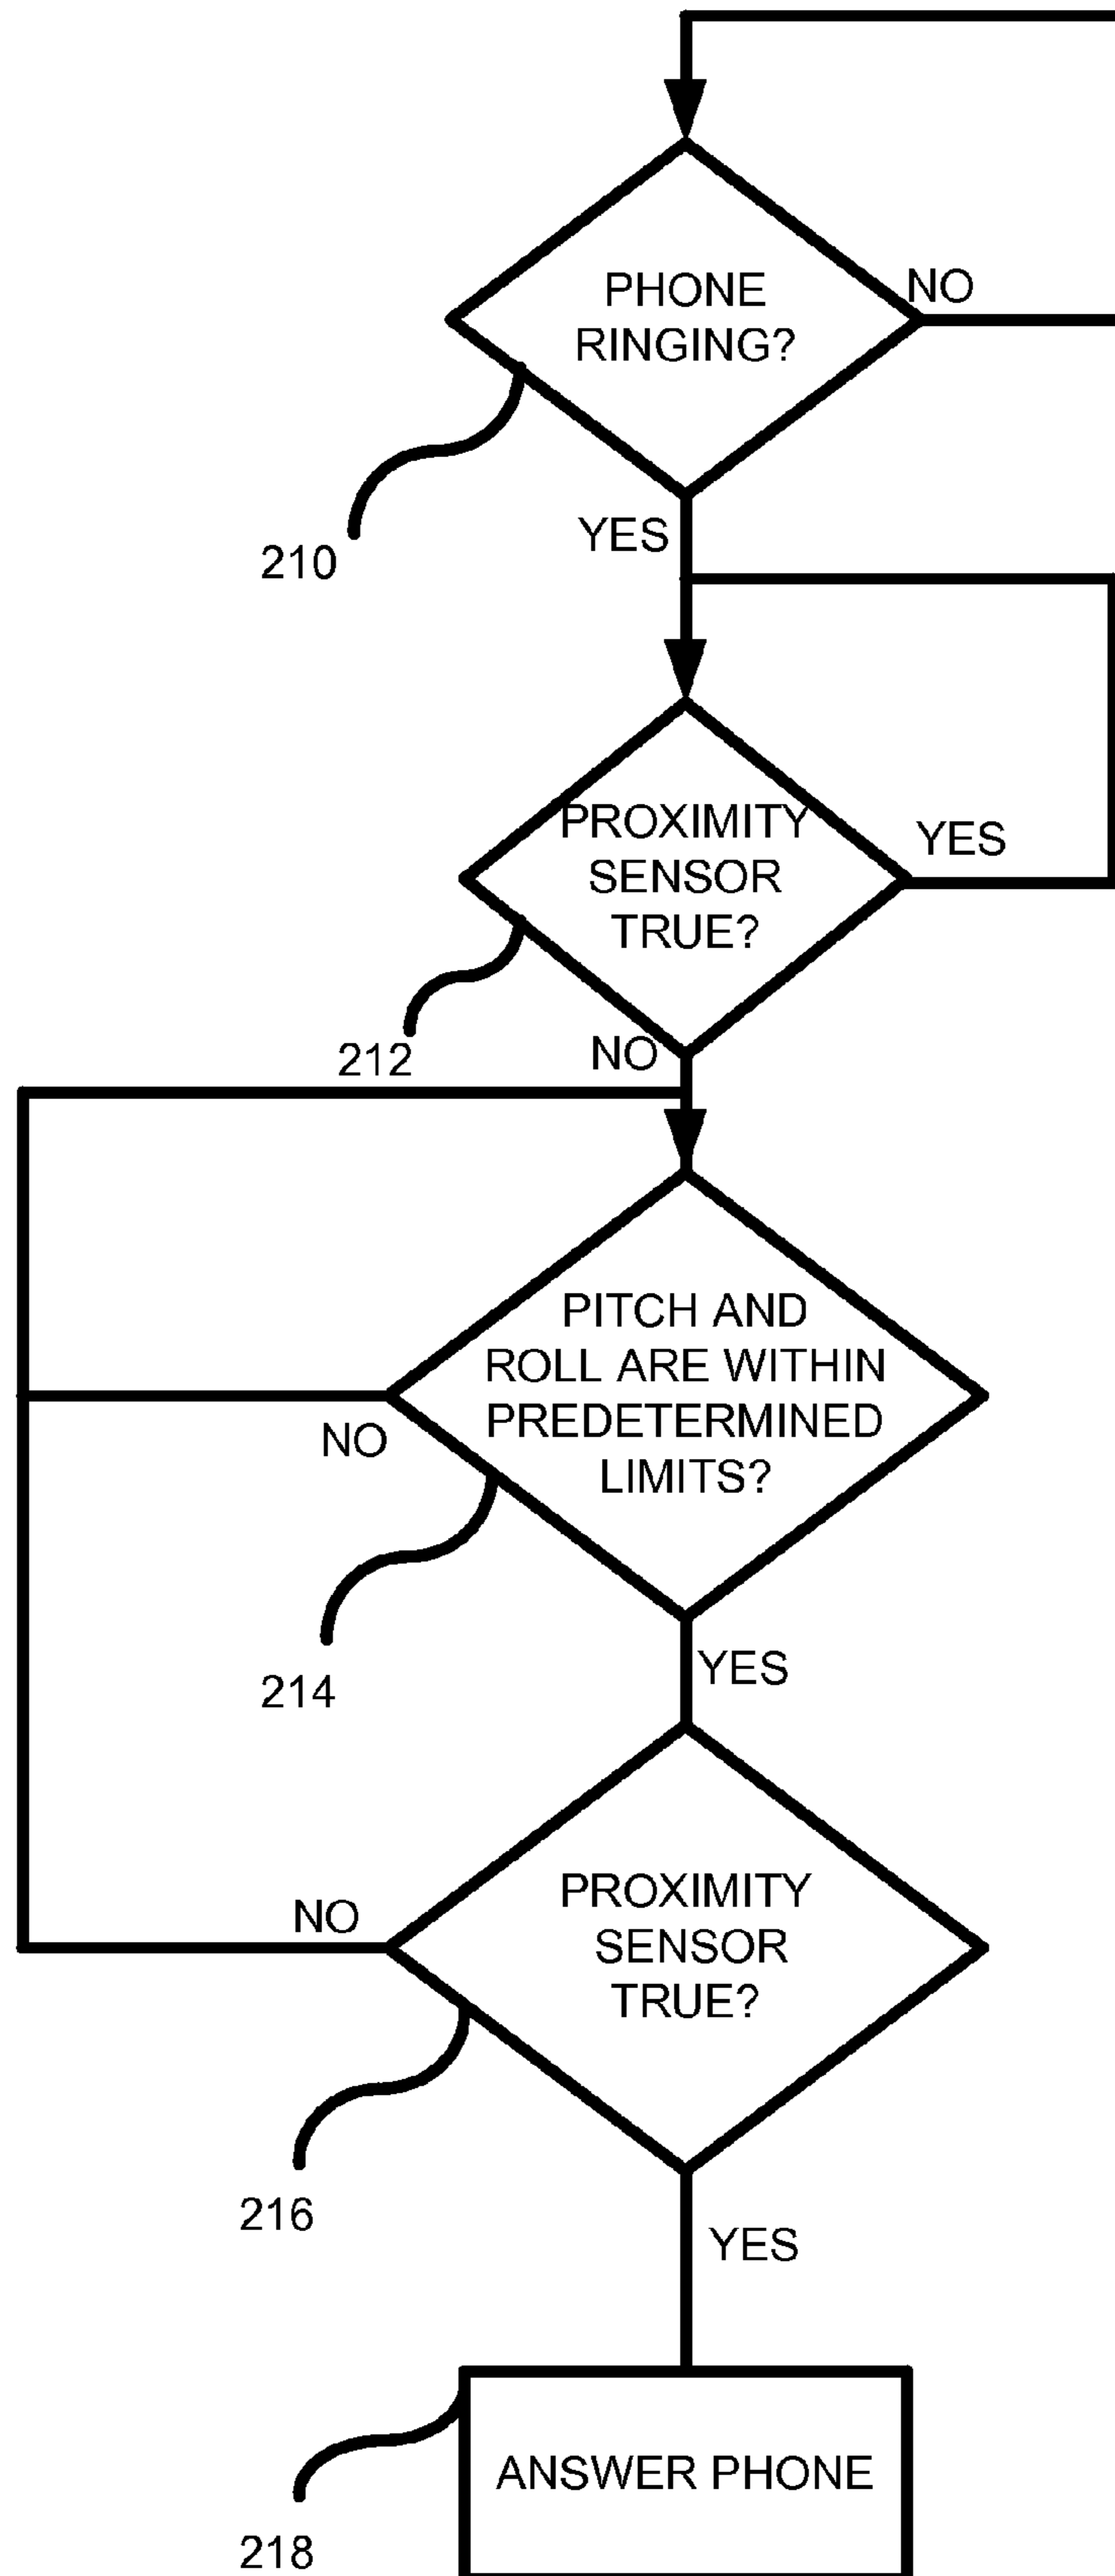 PHONE
RINGING?
NO
210
YES
PROXIMITY
SENSOR
TRUE?
YES
212
NO
PITCH AND
ROLL ARE WITHIN
PREDETERMINED
LIMITS?
NO
214
YES
PROXIMITY
SENSOR
TRUE?
NO
216
YES
ANSWER PHONE
218